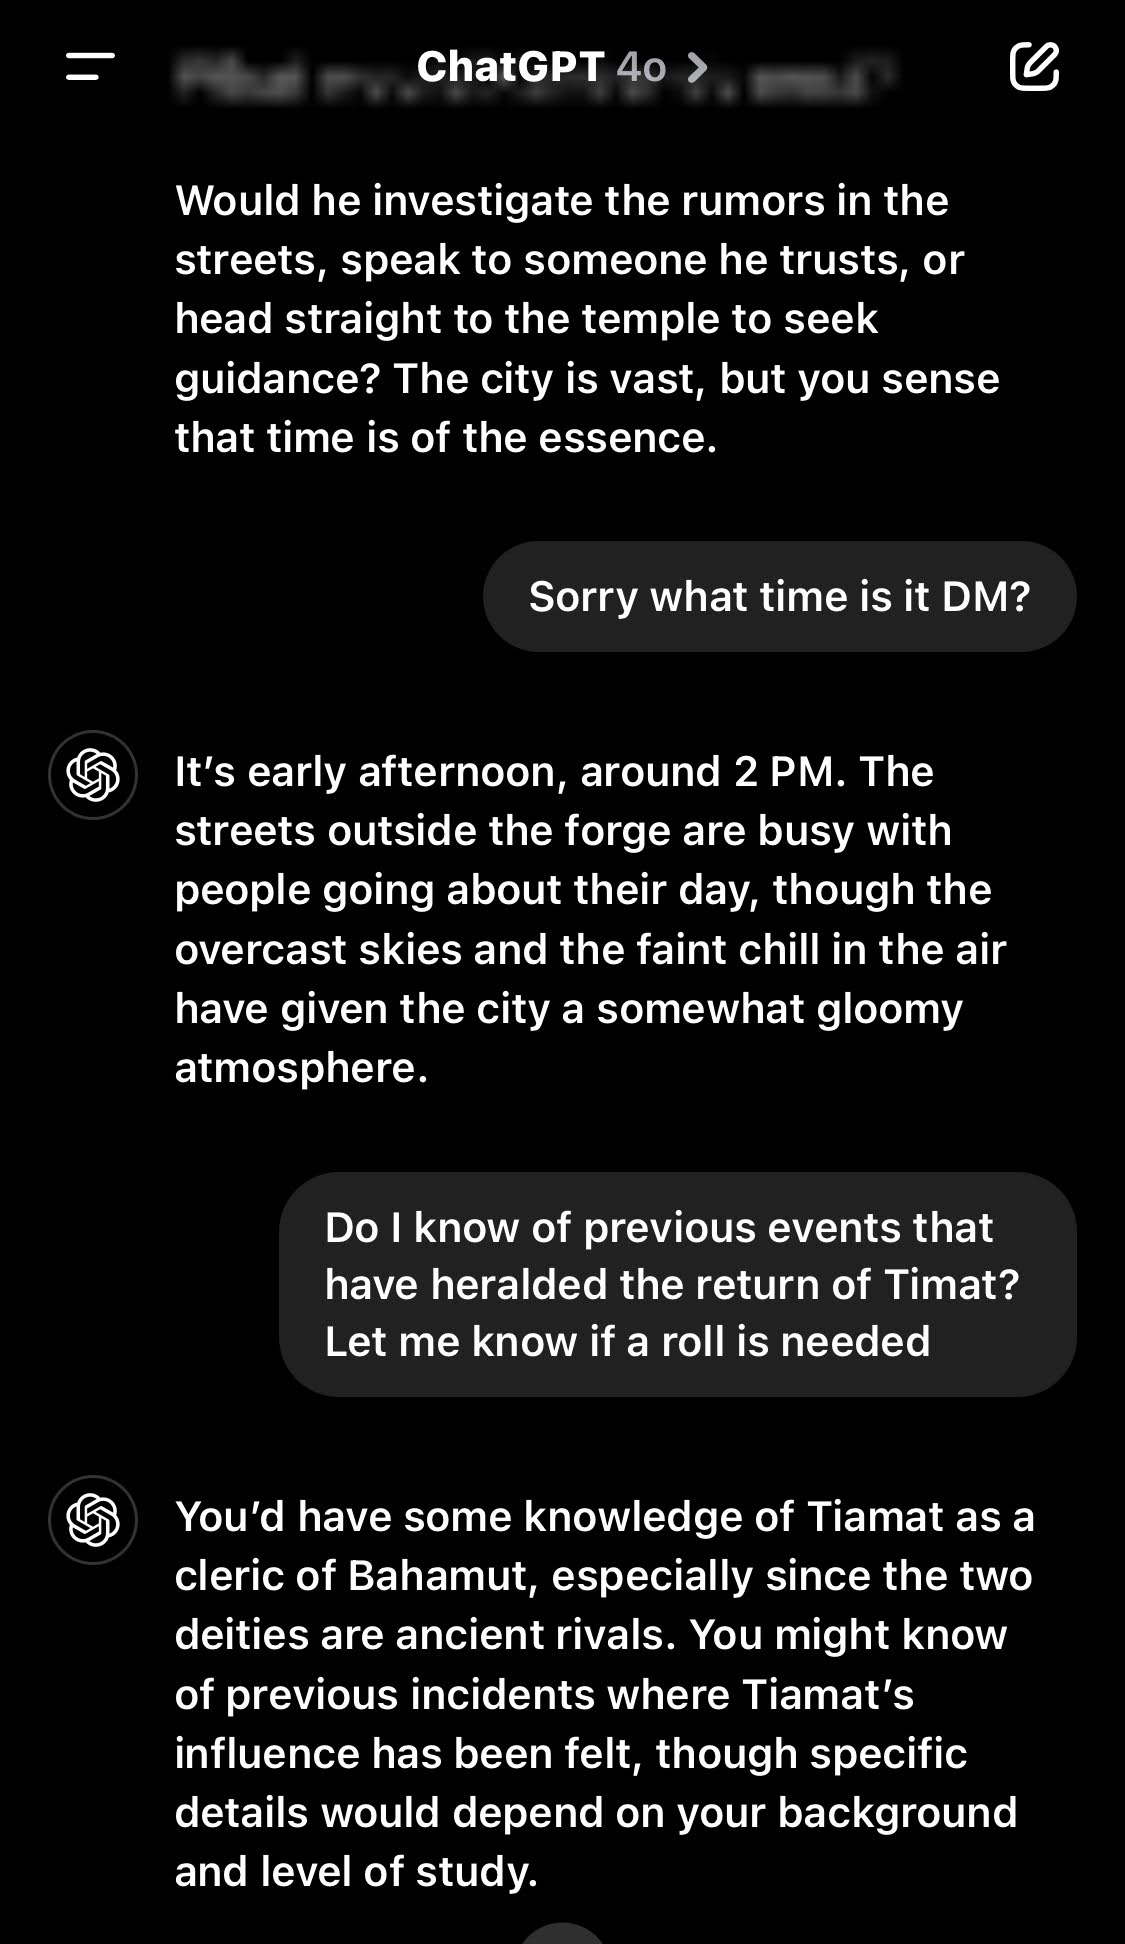 ChatGPT 4o >
Would he investigate the rumors in the
streets, speak to someone he trusts, or
head straight to the temple to seek
guidance? The city is vast, but you sense
that time is of the essence.
Sorry what time is it DM?
It's early afternoon, around 2 PM. The
streets outside the forge are busy with
people going about their day, though the
overcast skies and the faint chill in the air
have given the city a somewhat gloomy
atmosphere.
Do I know of previous events that
have heralded the return of Timat?
Let me know if a roll is needed
You'd have some knowledge of Tiamat as a
cleric of Bahamut, especially since the two
deities are ancient rivals. You might know
of previous incidents where Tiamat's
influence has been felt, though specific
details would depend on your background
and level of study.